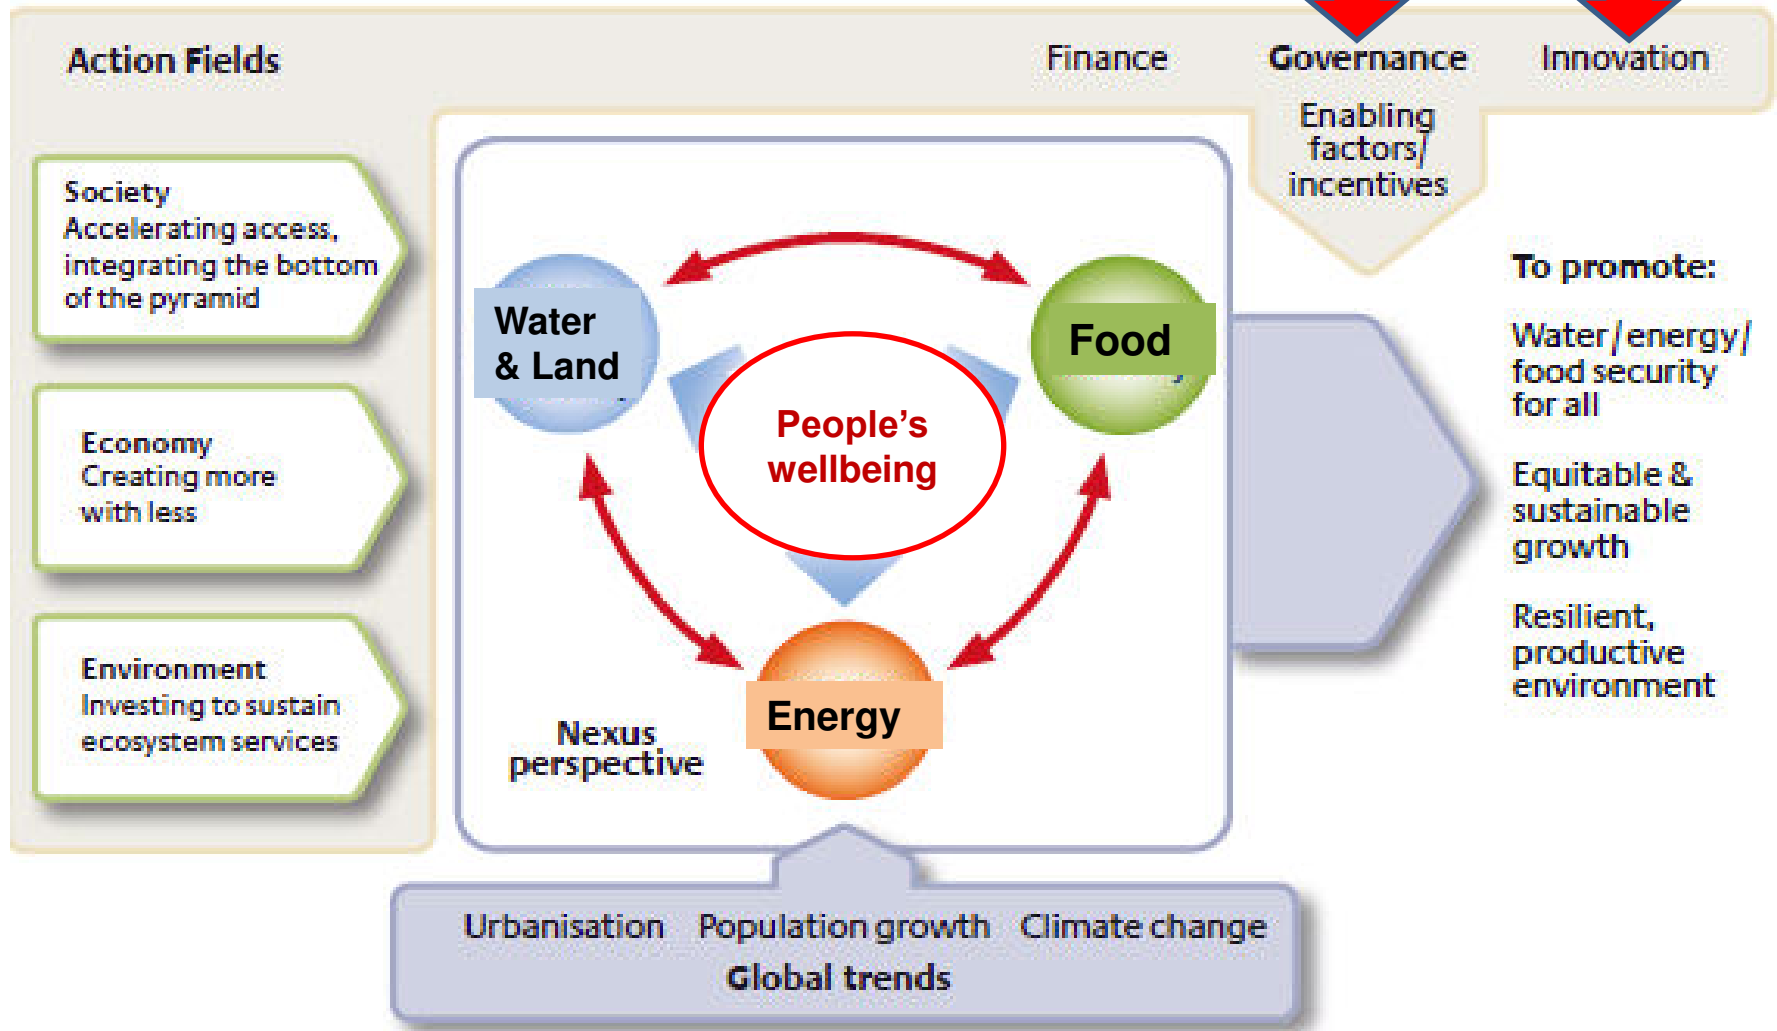 Action Fields
Finance
Governance
Innovation
Enabling
factors/
incentives
Society
Accelerating access,
integrating the bottom
of the pyramid
Economy
Creating more
with less
Environment
Investing to sustain
ecosystem services
Water
& Land
Food
People's
wellbeing
Energy
Nexus
perspective
To promote:
Water/energy/
food security
for all
Equitable &
sustainable
growth
Resilient,
productive
environment
Urbanisation
Population growth
Climate change
Global trends